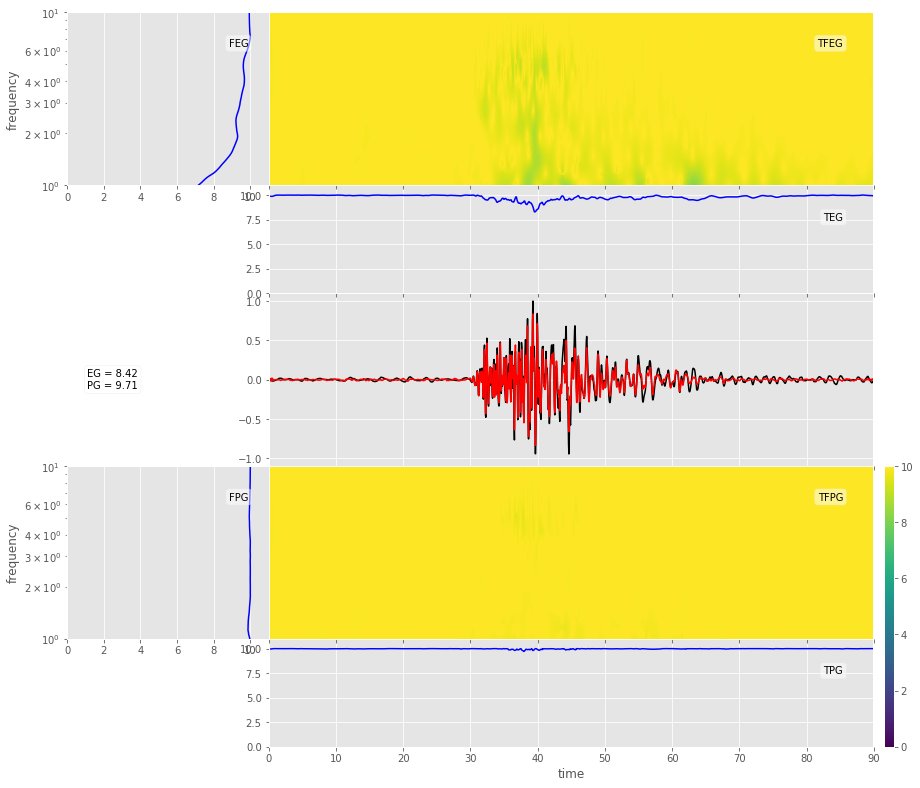 10¹
6 × 10⁰
4 × 10⁰
3 × 10⁰
2 × 10⁰
10⁰
frequency
FEG
TFEG
0 2 4 6 8 10
10.0
7.5
5.0
2.5
0.0
TEG
1.0
0.5
0.0
−0.5
−1.0
EG = 8.42
PG = 9.71
10¹
6 × 10⁰
4 × 10⁰
3 × 10⁰
2 × 10⁰
10⁰
frequency
FPG
TFPG
10
8
6
4
2
0
0 2 4 6 8 10
10.0
7.5
5.0
2.5
0.0
TPG
0 10 20 30 40 50 60 70 80 90
time